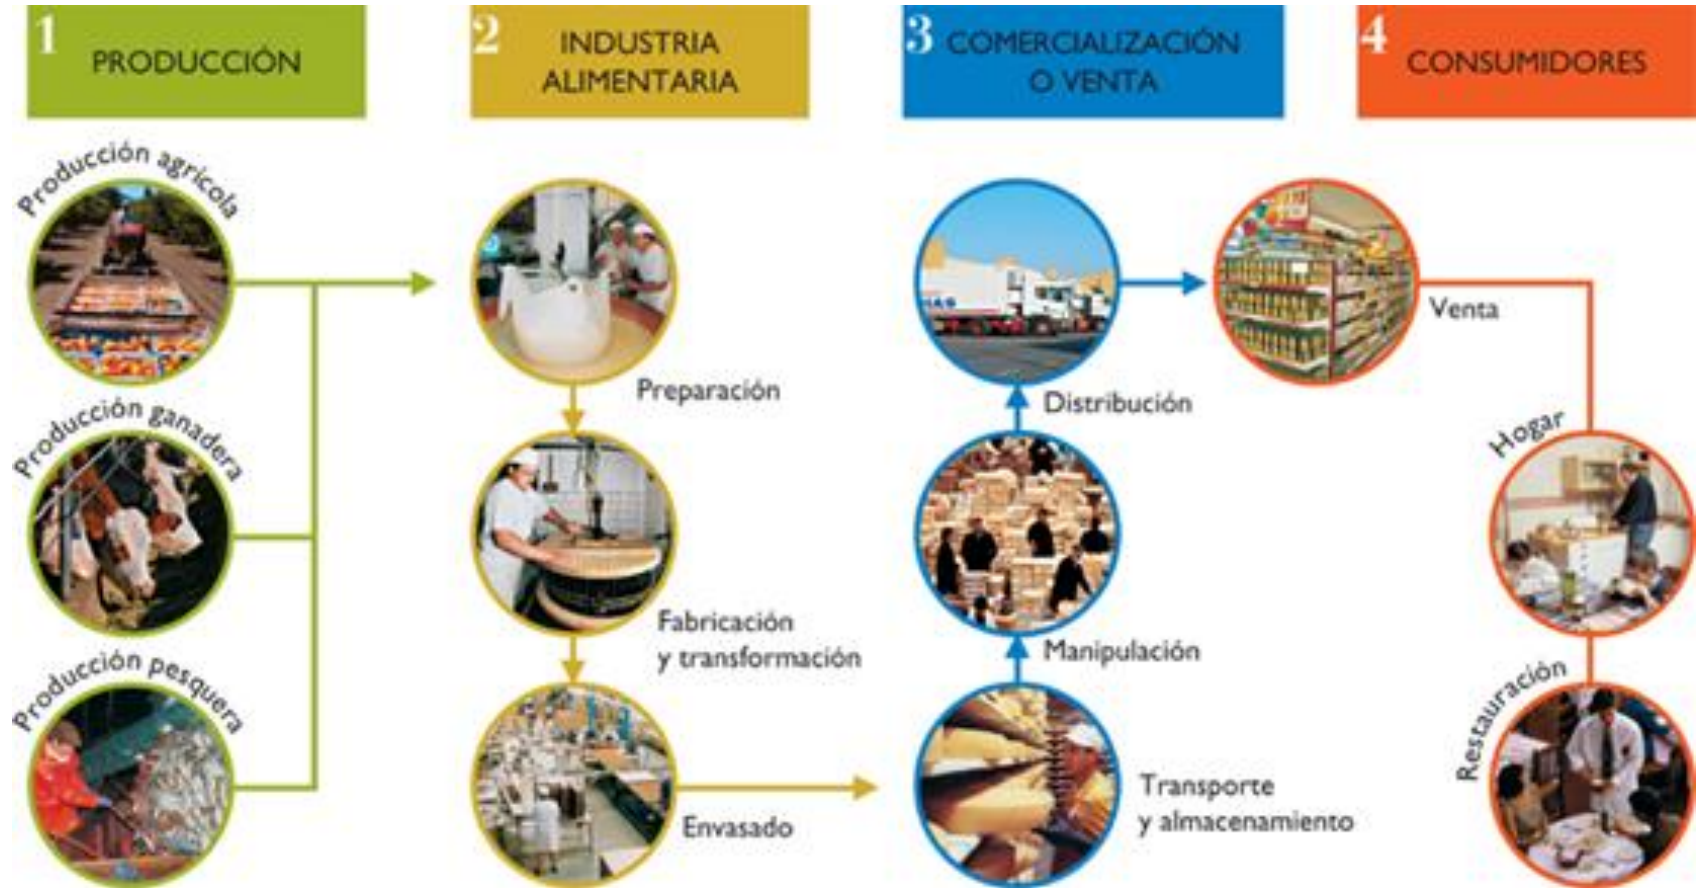 1
PRODUCCIÓN
2
INDUSTRIA
ALIMENTARIA
3
COMERCIALIZACIÓN
O VENTA
4
CONSUMIDORES
Producción agrícola
Producción ganadera
Producción pesquera
Preparación
Fabricación
y transformación
Envasado
Distribución
Manipulación
Transporte
y almacenamiento
Venta
Hogar
Restauración